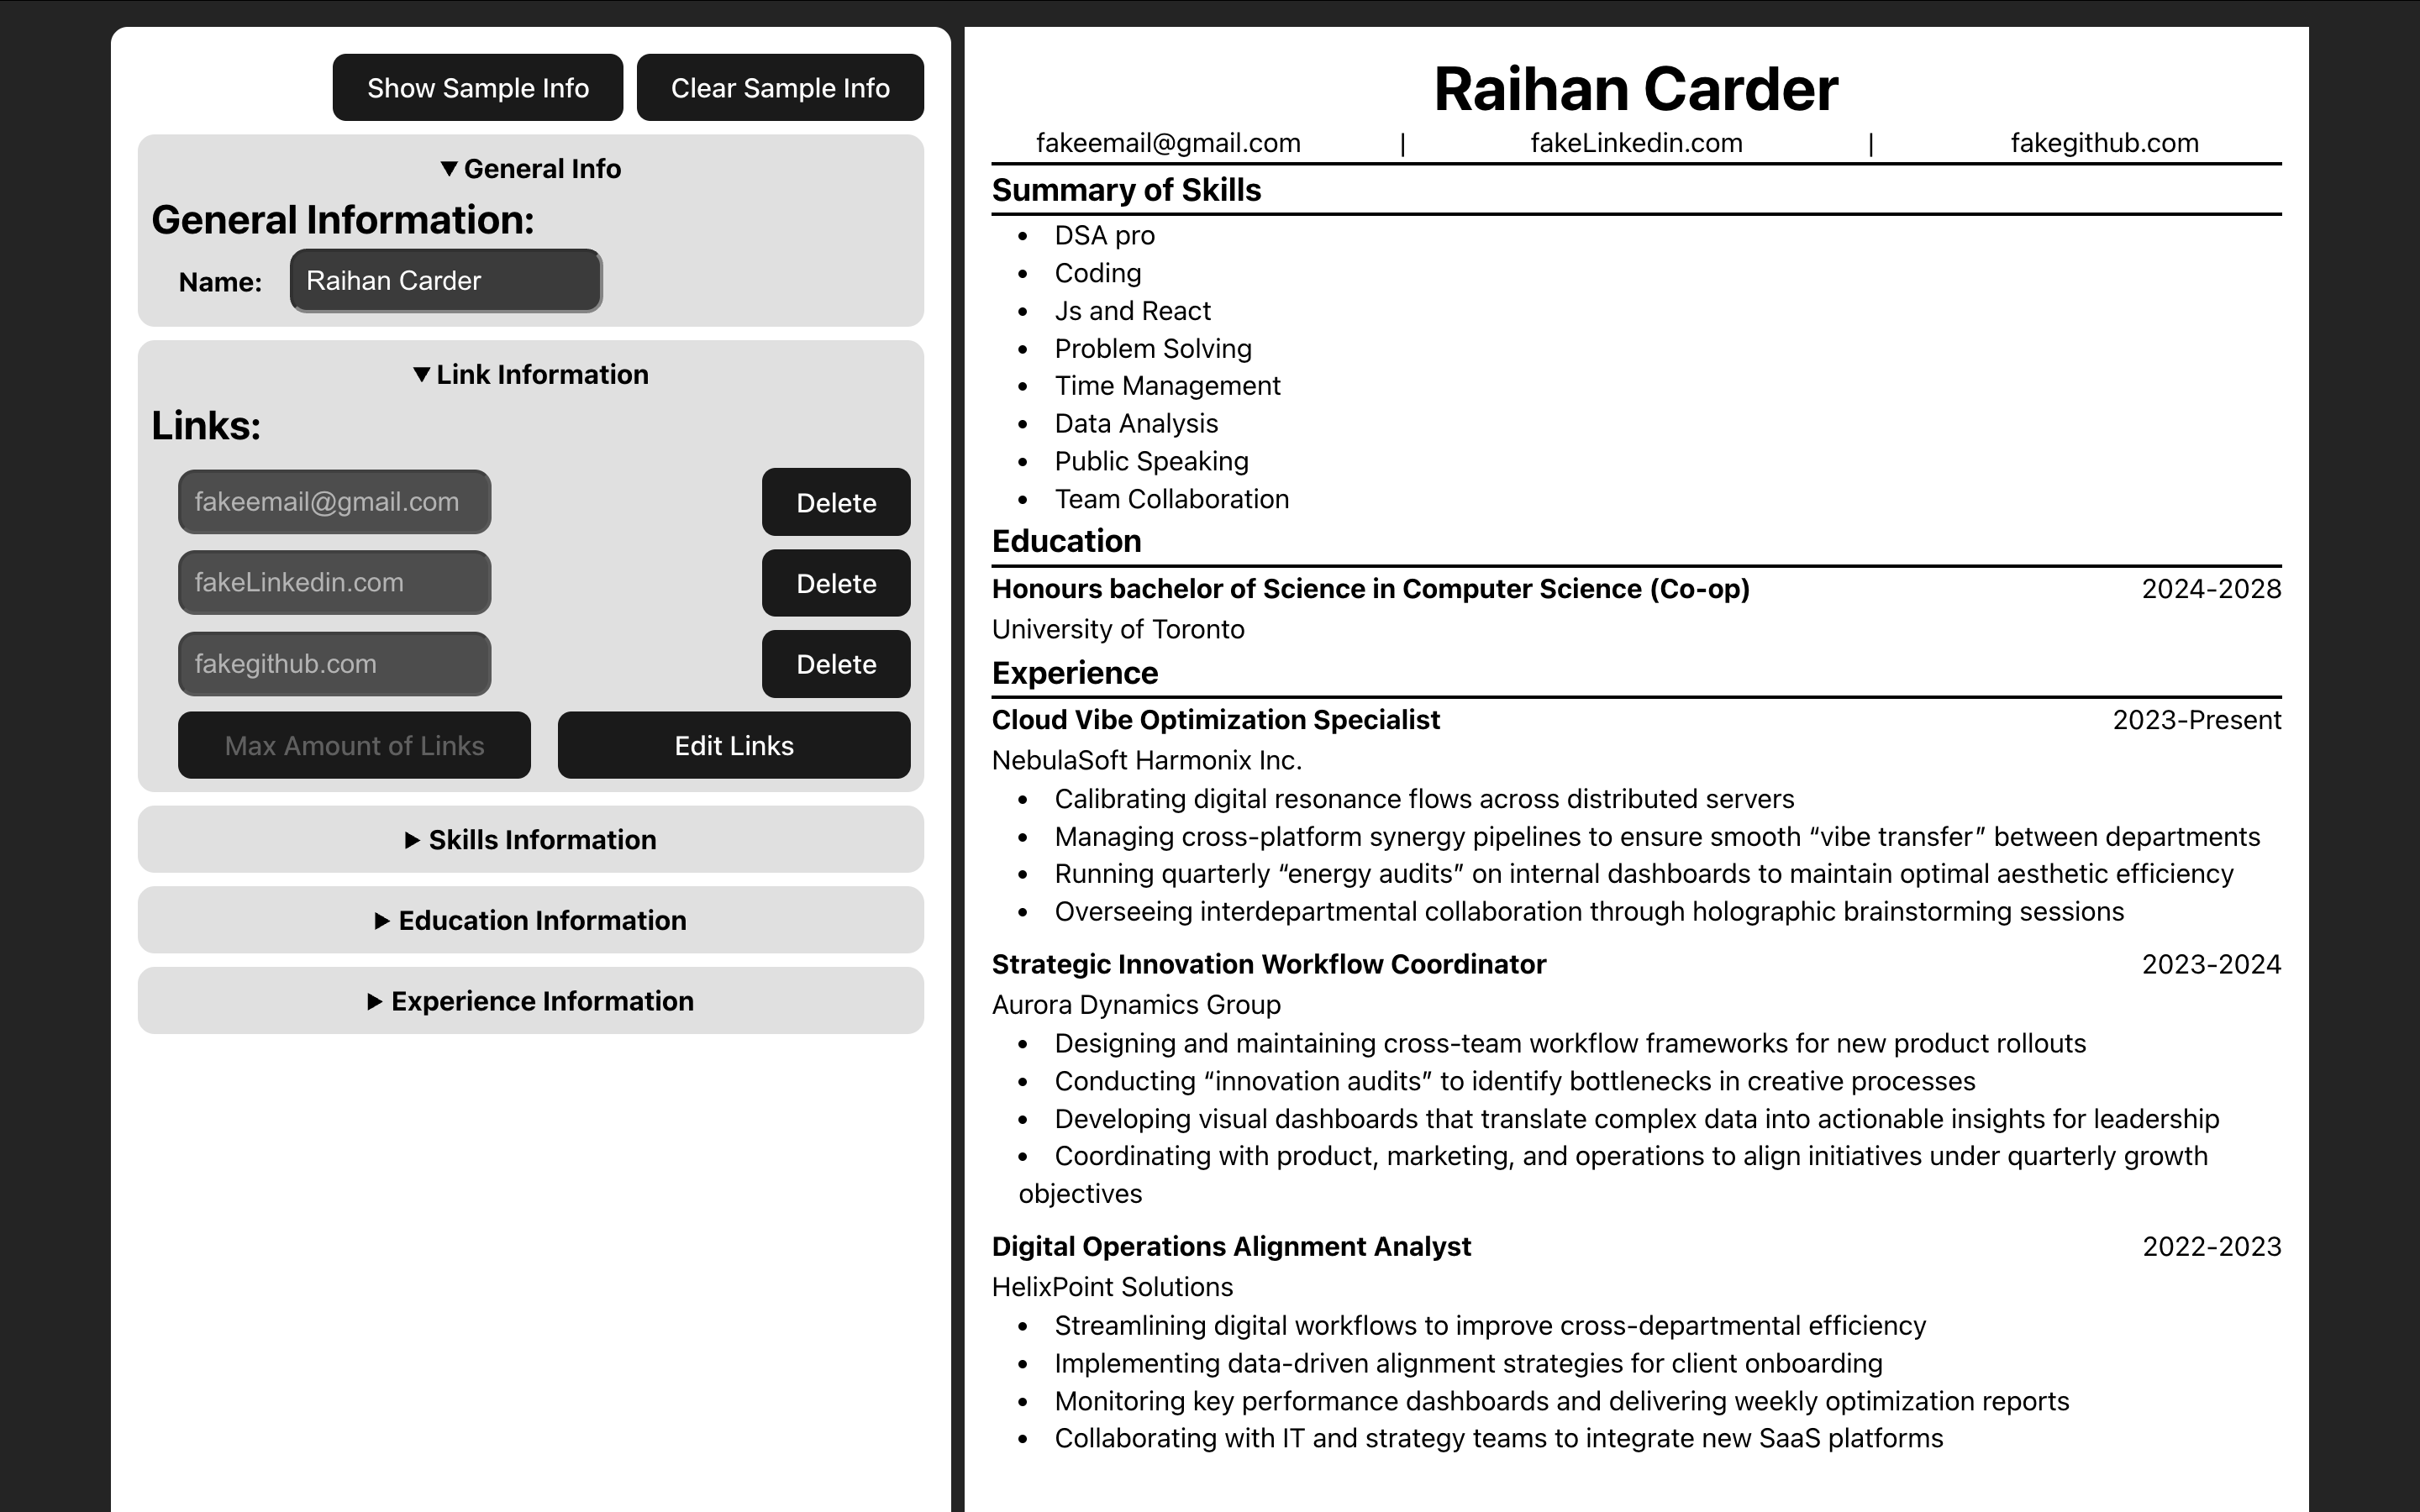 Show Sample Info
Clear Sample Info
General Info
General Information:
Name: Raihan Carder
Link Information
Links:
fakeemail@gmail.com Delete
fakeLinkedin.com Delete
fakegithub.com Delete
Max Amount of Links Edit Links
Skills Information
Education Information
Experience Information
Raihan Carder
fakeemail@gmail.com | fakeLinkedin.com | fakegithub.com
Summary of Skills
• DSA pro
• Coding
• Js and React
• Problem Solving
• Time Management
• Data Analysis
• Public Speaking
• Team Collaboration
Education
Honours bachelor of Science in Computer Science (Co-op) 2024-2028
University of Toronto
Experience
Cloud Vibe Optimization Specialist 2023-Present
NebulaSoft Harmonix Inc.
• Calibrating digital resonance flows across distributed servers
• Managing cross-platform synergy pipelines to ensure smooth “vibe transfer” between departments
• Running quarterly “energy audits” on internal dashboards to maintain optimal aesthetic efficiency
• Overseeing interdepartmental collaboration through holographic brainstorming sessions
Strategic Innovation Workflow Coordinator 2023-2024
Aurora Dynamics Group
• Designing and maintaining cross-team workflow frameworks for new product rollouts
• Conducting “innovation audits” to identify bottlenecks in creative processes
• Developing visual dashboards that translate complex data into actionable insights for leadership
• Coordinating with product, marketing, and operations to align initiatives under quarterly growth
objectives
Digital Operations Alignment Analyst 2022-2023
HelixPoint Solutions
• Streamlining digital workflows to improve cross-departmental efficiency
• Implementing data-driven alignment strategies for client onboarding
• Monitoring key performance dashboards and delivering weekly optimization reports
• Collaborating with IT and strategy teams to integrate new SaaS platforms